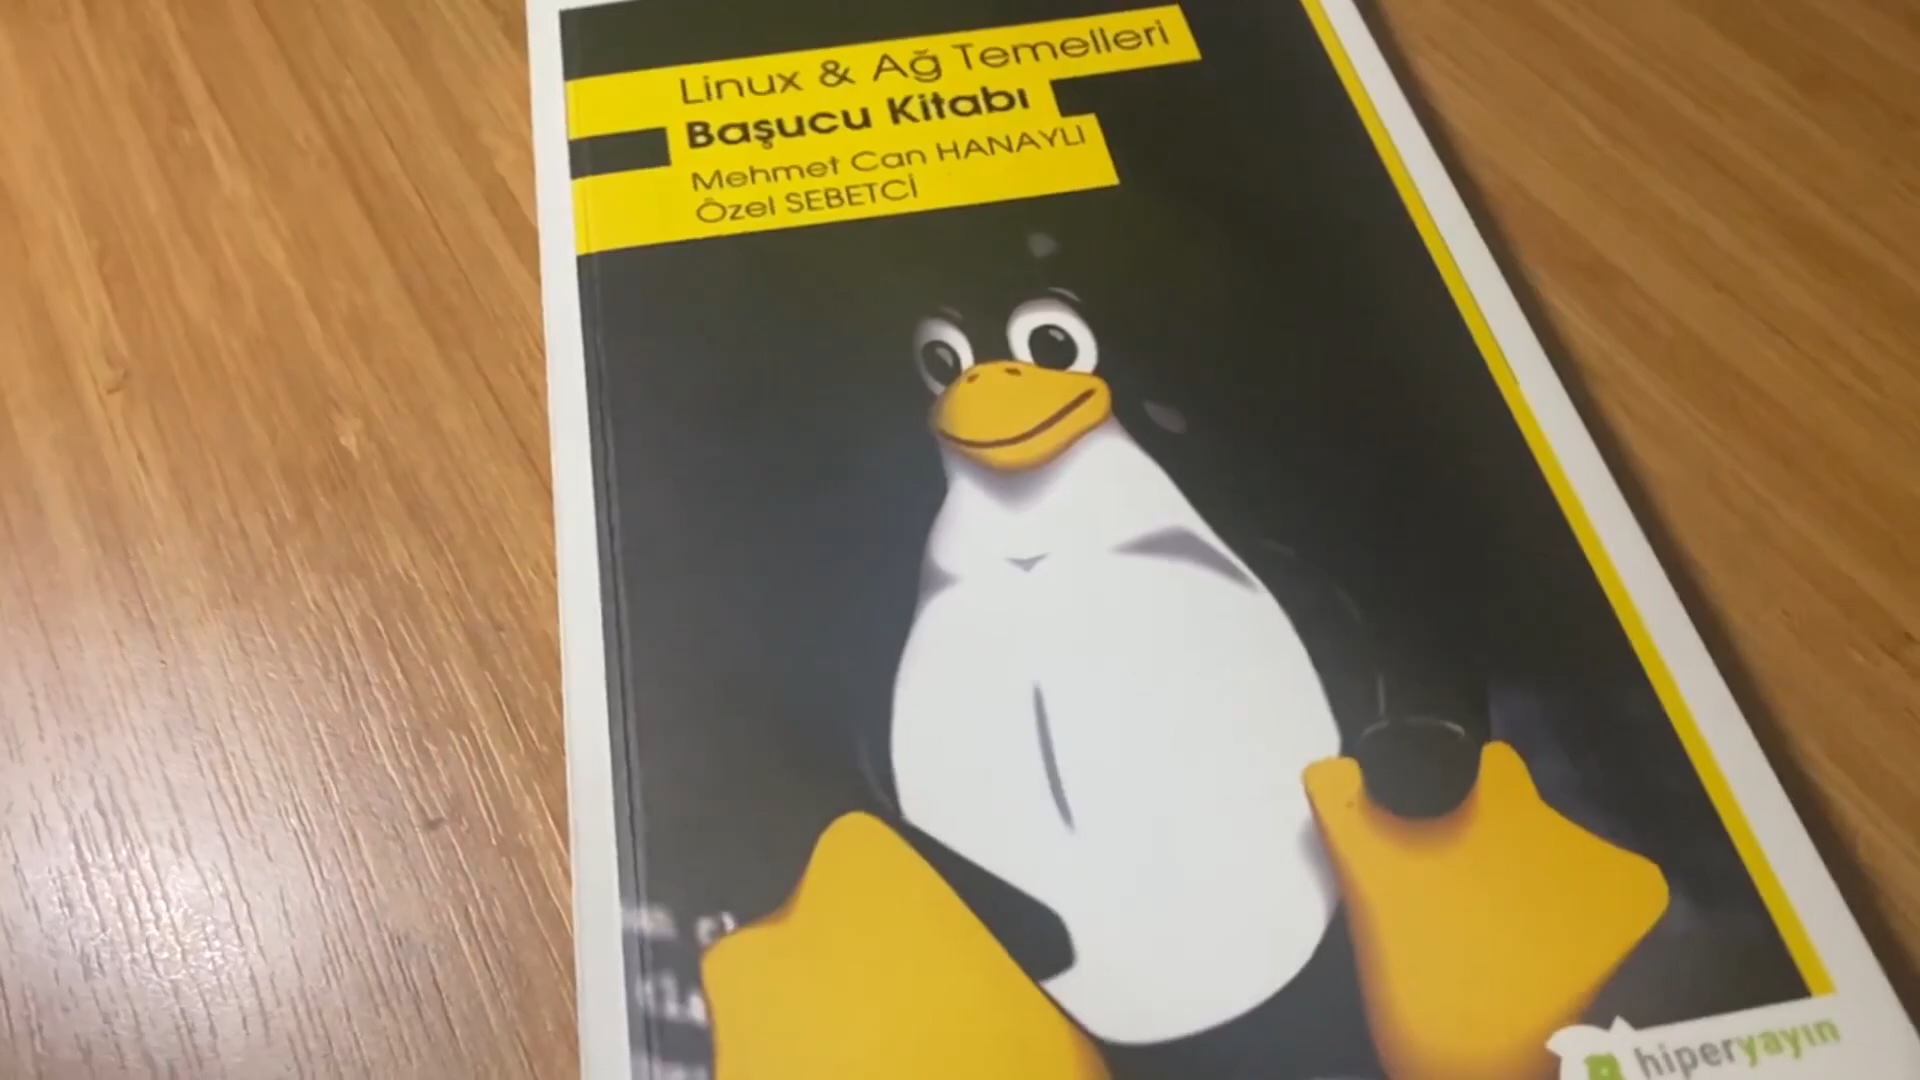 Linux & Ağ Temelleri
Başucu Kitabı
Mehmet Can HANAYLI
Özel SEBETCİ
hiperyayın